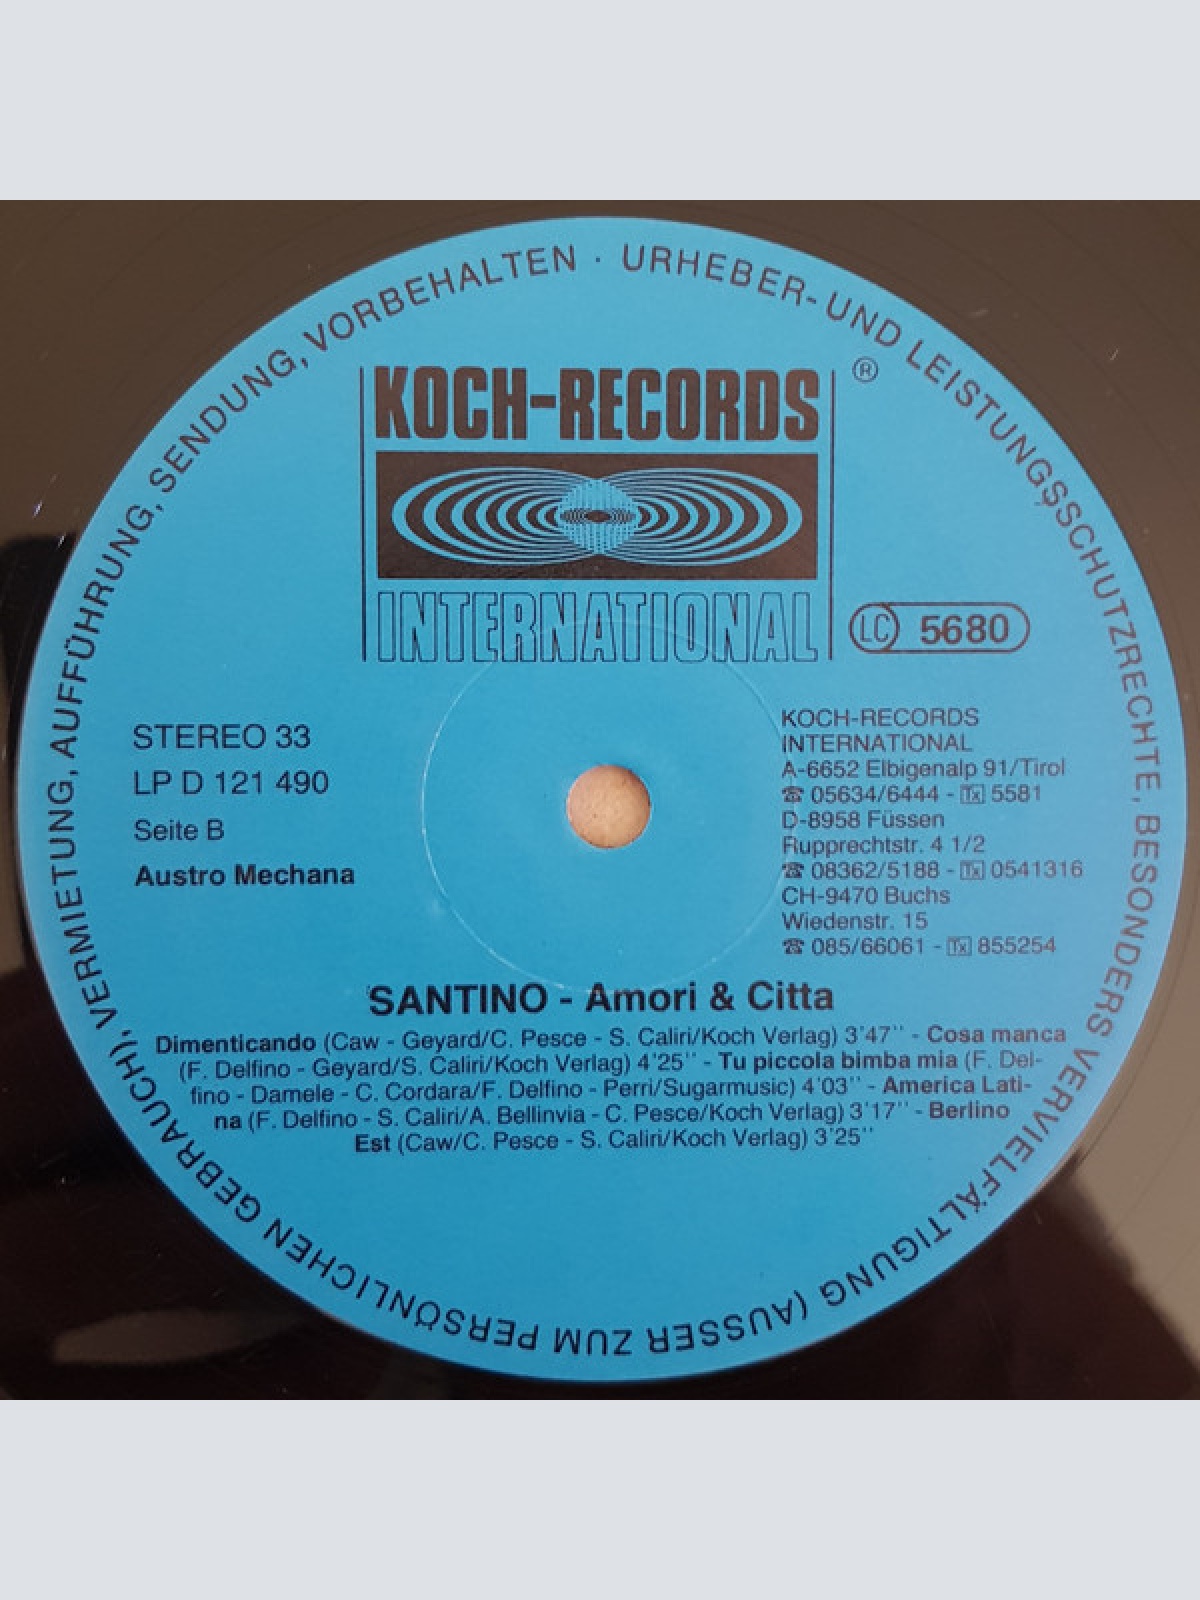 URHEBER- UND LEISTUNGSSCHUTZRECHTE, BESONDERS VERVIELFÄLTIGUNG (AUSSER ZUM PERSÖNLICHEN GEBRAUCH), VERMIETUNG, AUFFÜHRUNG, SENDUNG, VORBEHALTEN ·
KOCH-RECORDS ®
INTERNATIONAL
LC 5680
STEREO 33
LP D 121 490
Seite B
Austro Mechana
KOCH-RECORDS
INTERNATIONAL
A-6652 Elbigenalp 91/Tirol
☎ 05634/6444 - Tx 5581
D-8958 Füssen
Rupprechtstr. 4 1/2
☎ 08362/5188 - Tx 0541316
CH-9470 Buchs
Wiedenstr. 15
☎ 085/66061 - Tx 855254
SANTINO - Amori & Citta
Dimenticando (Caw - Geyard/C. Pesce - S. Caliri/Koch Verlag) 3'47'' - Cosa manca
(F. Delfino - Geyard/S. Caliri/Koch Verlag) 4'25'' - Tu piccola bimba mia (F. Del-
fino - Damele - C. Cordara/F. Delfino - Perri/Sugarmusic) 4'03'' - America Lati-
na (F. Delfino - S. Caliri/A. Bellinvia - C. Pesce/Koch Verlag) 3'17'' - Berlino
Est (Caw/C. Pesce - S. Caliri/Koch Verlag) 3'25''